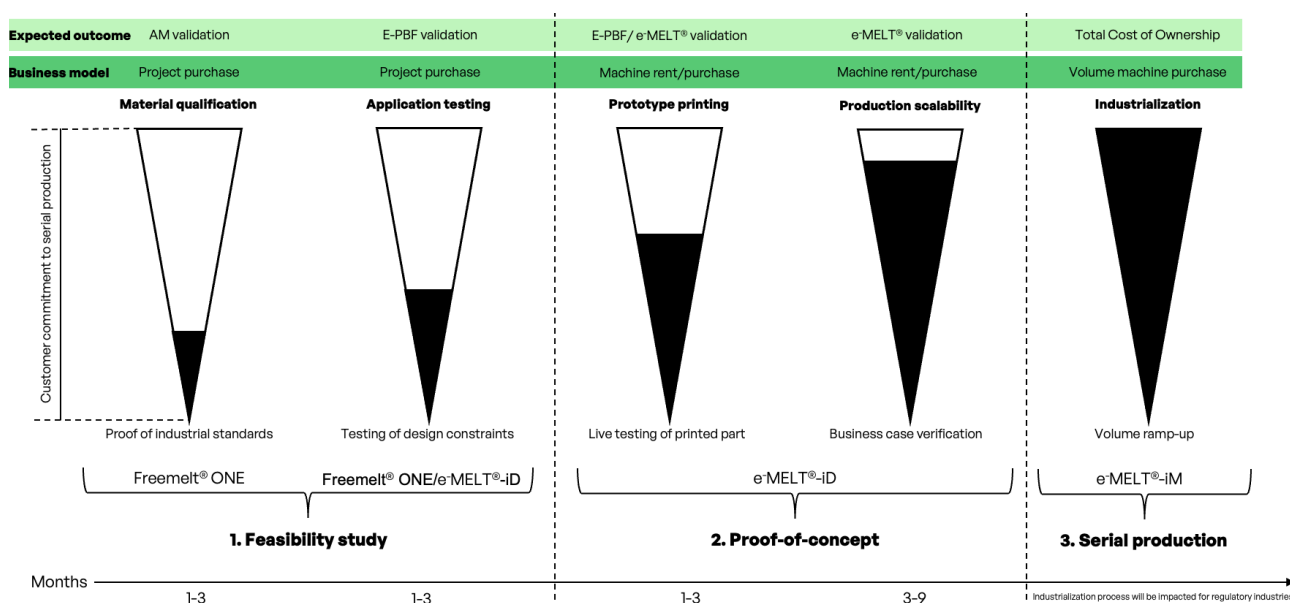 Expected outcome AM validation E-PBF validation E-PBF/ e-MELT® validation e-MELT® validation Total Cost of Ownership
Business model Project purchase Project purchase Machine rent/purchase Machine rent/purchase Volume machine purchase
Material qualification Application testing Prototype printing Production scalability Industrialization
Customer commitment to serial production
Proof of industrial standards Testing of design constraints Live testing of printed part Business case verification Volume ramp-up
Freemelt® ONE Freemelt® ONE/e-MELT®-iD e-MELT®-iD e-MELT®-iM
1. Feasibility study 2. Proof-of-concept 3. Serial production
Months
1-3 1-3 1-3 3-9 Industrialization process will be impacted for regulatory industries